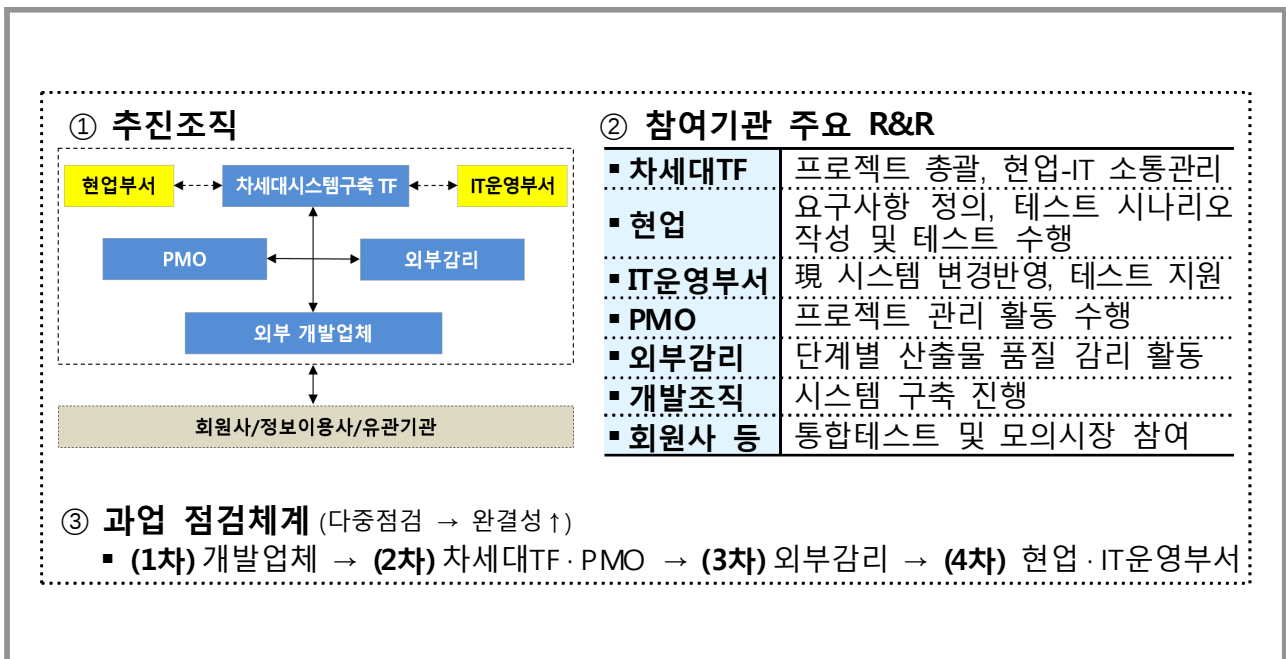 ① 추진조직
현업부서
차세대시스템구축 TF
IT운영부서
PMO
외부감리
외부 개발업체
회원사/정보이용사/유관기관
② 참여기관 주요 R&R
▪ 차세대TF 프로젝트 총괄, 현업-IT 소통관리
▪ 현업 요구사항 정의, 테스트 시나리오
작성 및 테스트 수행
▪ IT운영부서 現 시스템 변경반영, 테스트 지원
▪ PMO 프로젝트 관리 활동 수행
▪ 외부감리 단계별 산출물 품질 감리 활동
▪ 개발조직 시스템 구축 진행
▪ 회원사 등 통합테스트 및 모의시장 참여
③ 과업 점검체계 (다중점검 → 완결성↑)
▪ (1차) 개발업체 → (2차) 차세대TF · PMO → (3차) 외부감리 → (4차) 현업 · IT운영부서